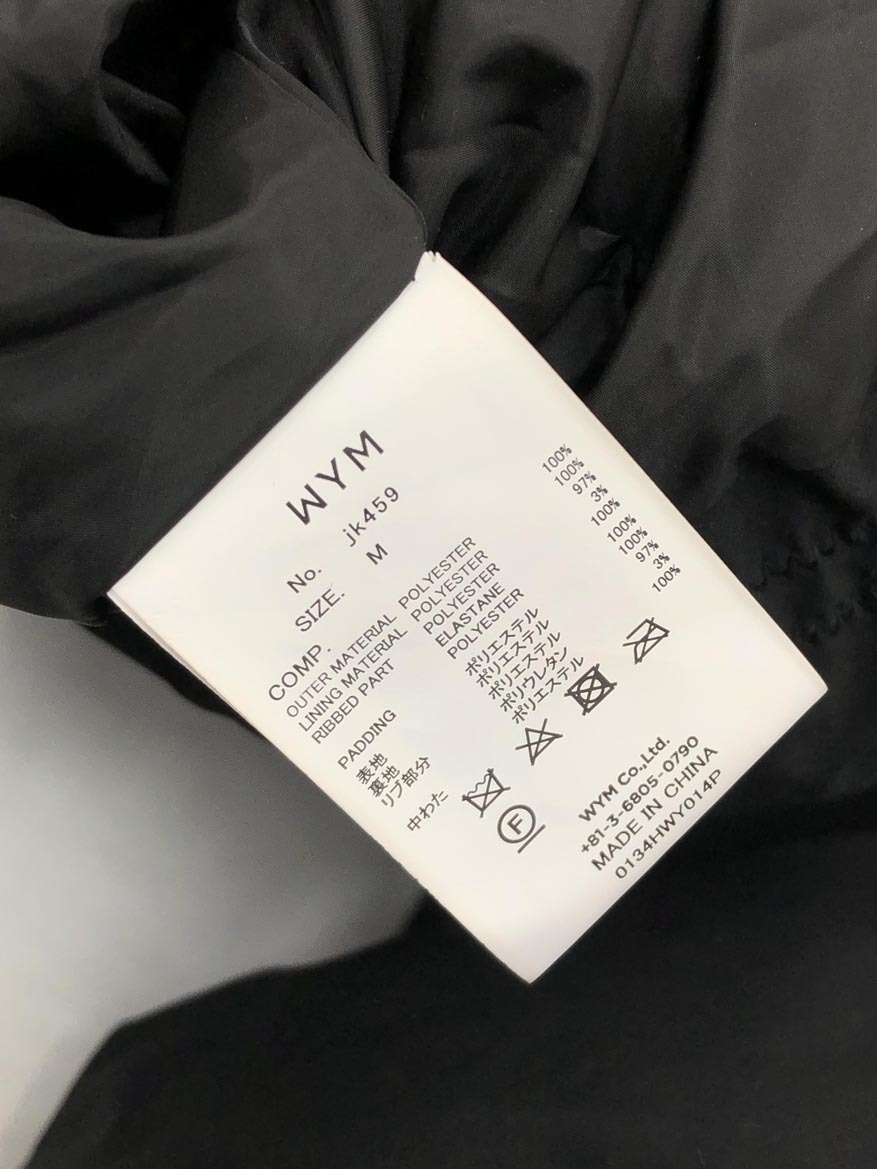 WYM
No. jk459
SIZE. M
COMP.
OUTER MATERIAL POLYESTER 100%
LINING MATERIAL POLYESTER 100%
RIBBED PART POLYESTER 97%
ELASTANE 3%
PADDING POLYESTER 100%
表地 ポリエステル 100%
裏地 ポリエステル 100%
リブ部分 ポリエステル 97%
ポリウレタン 3%
中わた ポリエステル 100%
F
WYM Co.,Ltd.
+81-3-6805-0790
MADE IN CHINA
0134HWY014P